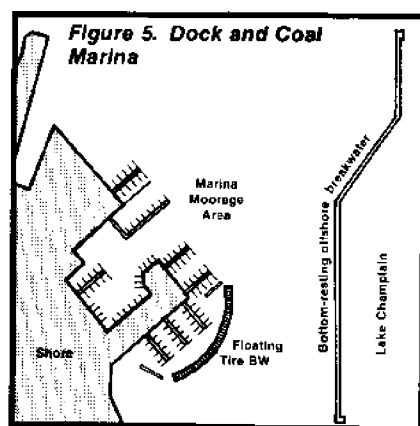 Figure 5. Dock and Coal
Marina
Marina
Moorage
Area
Bottom-resting offshore breakwater
Lake Champlain
Shore
Floating
Tire BW